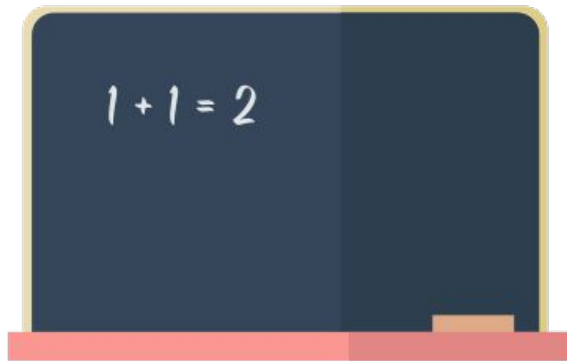 1 + 1 = 2